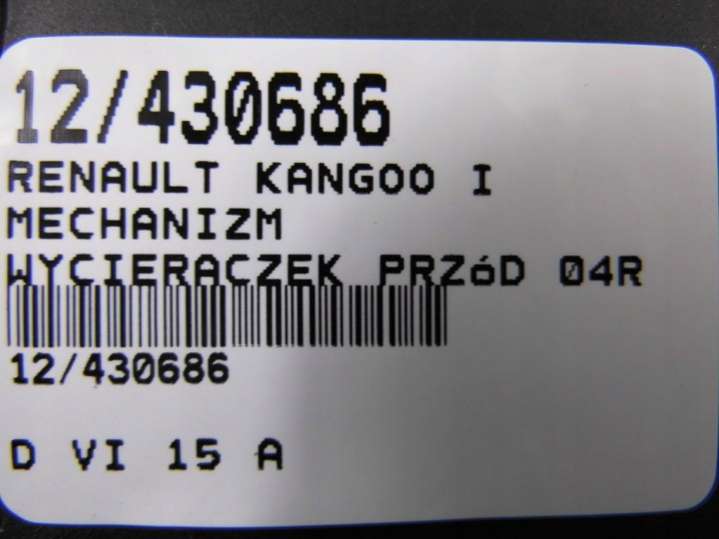 12/430686
RENAULT KANGOO I
MECHANIZM
WYCIERACZEK PRZóD 04R
12/430686
D VI 15 A